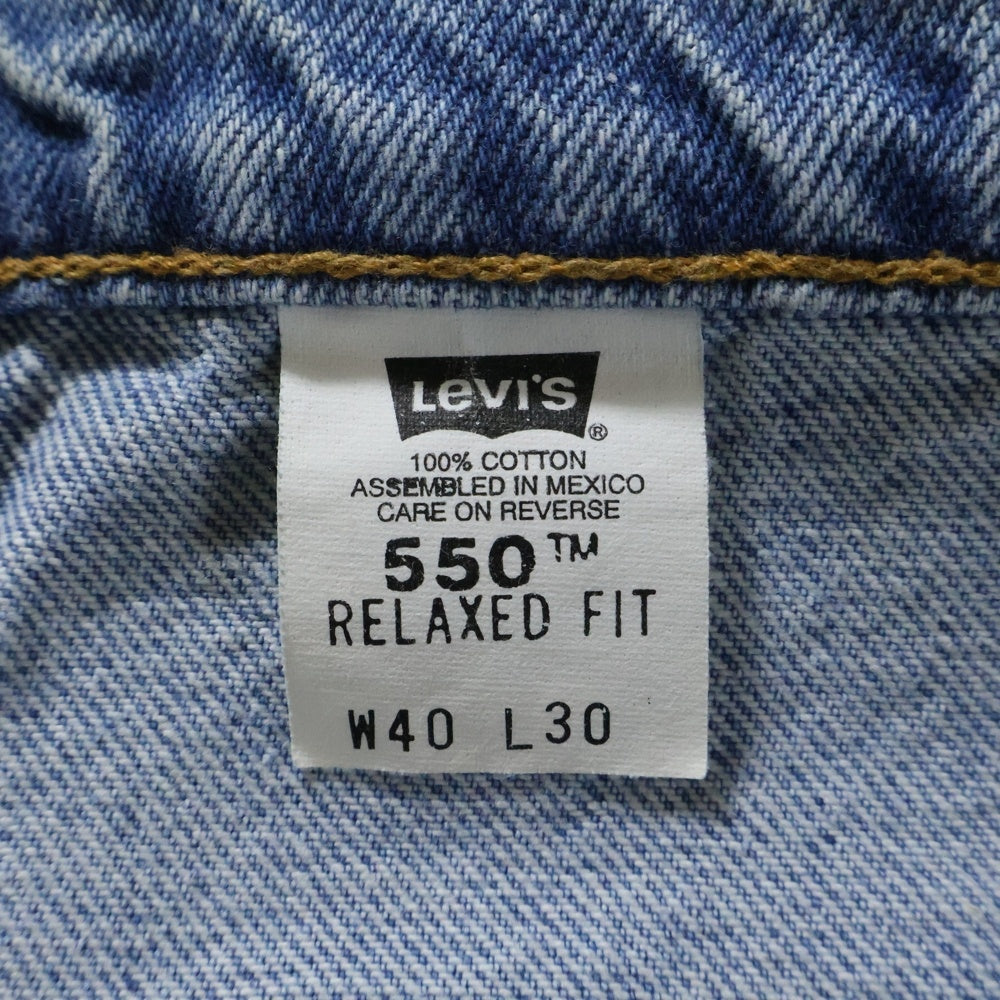 Levi's®
100% COTTON
ASSEMBLED IN MEXICO
CARE ON REVERSE
550™
RELAXED FIT
W40 L30